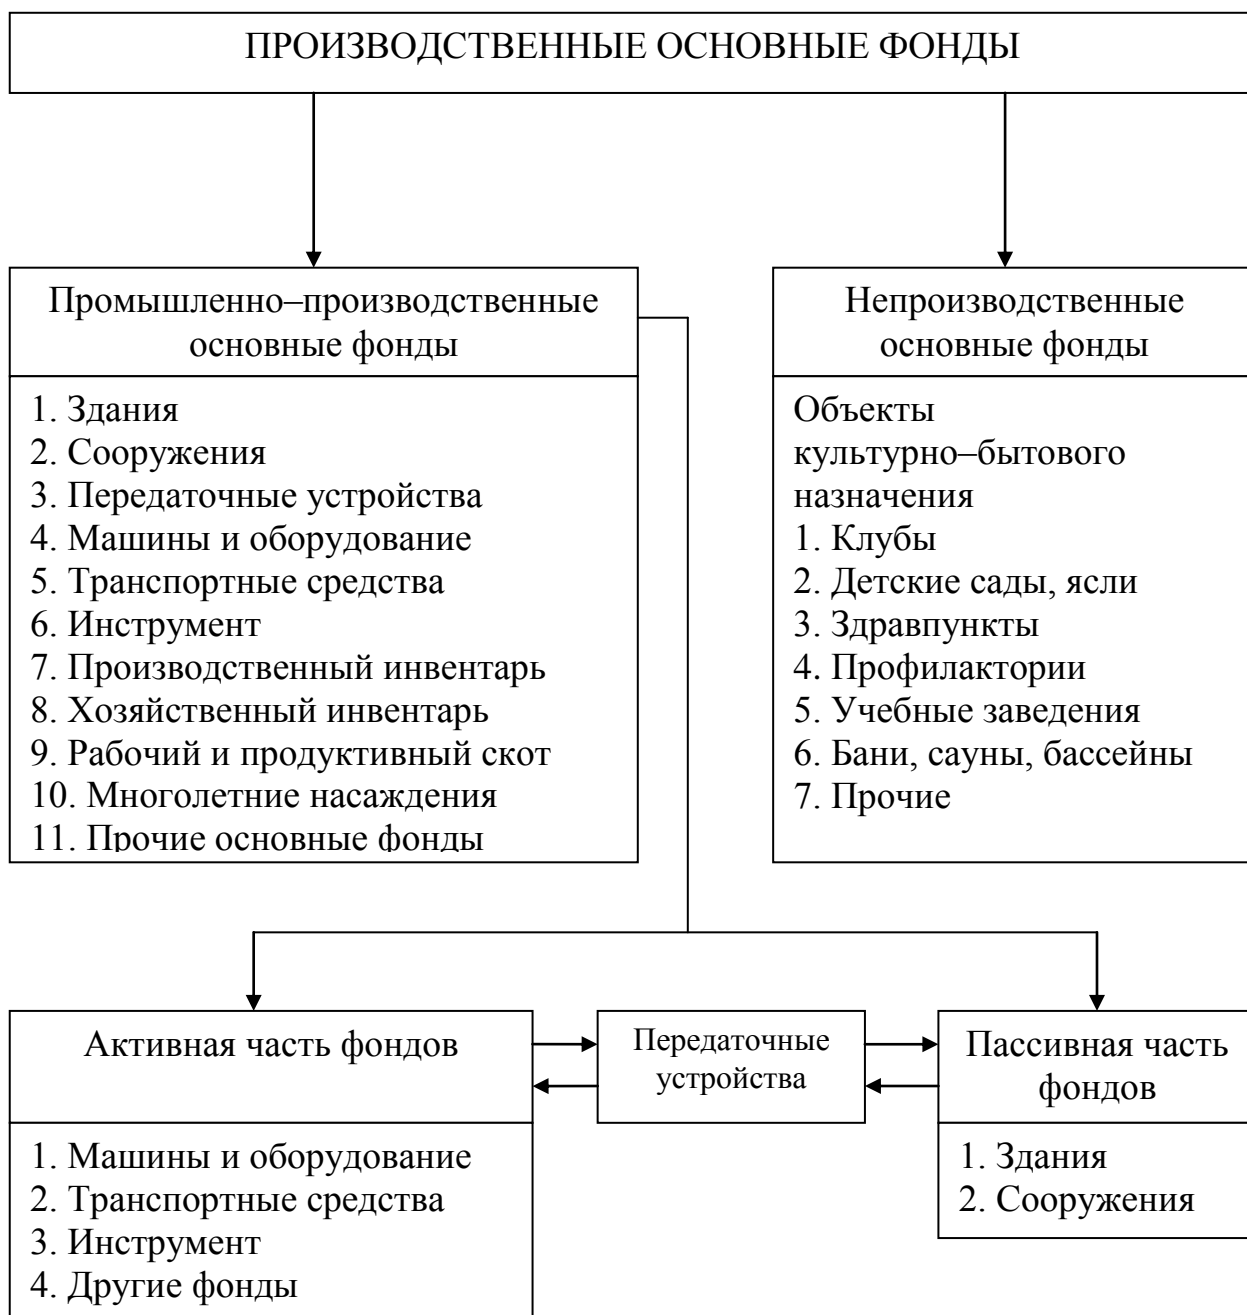 ПРОИЗВОДСТВЕННЫЕ ОСНОВНЫЕ ФОНДЫ
Промышленно–производственные
основные фонды
1. Здания
2. Сооружения
3. Передаточные устройства
4. Машины и оборудование
5. Транспортные средства
6. Инструмент
7. Производственный инвентарь
8. Хозяйственный инвентарь
9. Рабочий и продуктивный скот
10. Многолетние насаждения
11. Прочие основные фонды
Непроизводственные
основные фонды
Объекты
культурно–бытового
назначения
1. Клубы
2. Детские сады, ясли
3. Здравпункты
4. Профилактории
5. Учебные заведения
6. Бани, сауны, бассейны
7. Прочие
Активная часть фондов
1. Машины и оборудование
2. Транспортные средства
3. Инструмент
4. Другие фонды
Передаточные
устройства
Пассивная часть
фондов
1. Здания
2. Сооружения